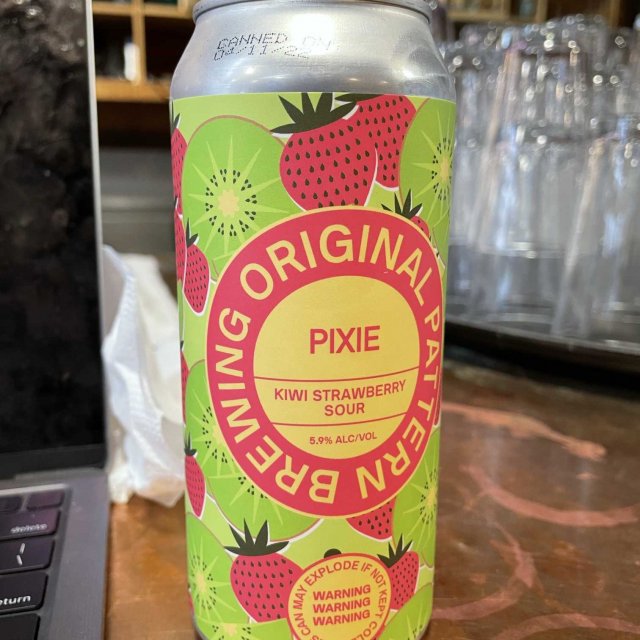 CANNED ON
04/11/22
ORIGINAL PATTERN BREWING
PIXIE
KIWI STRAWBERRY
SOUR
5.9% ALC/VOL
CAN MAY EXPLODE IF NOT KEPT
WARNING
WARNING
WARNING
return